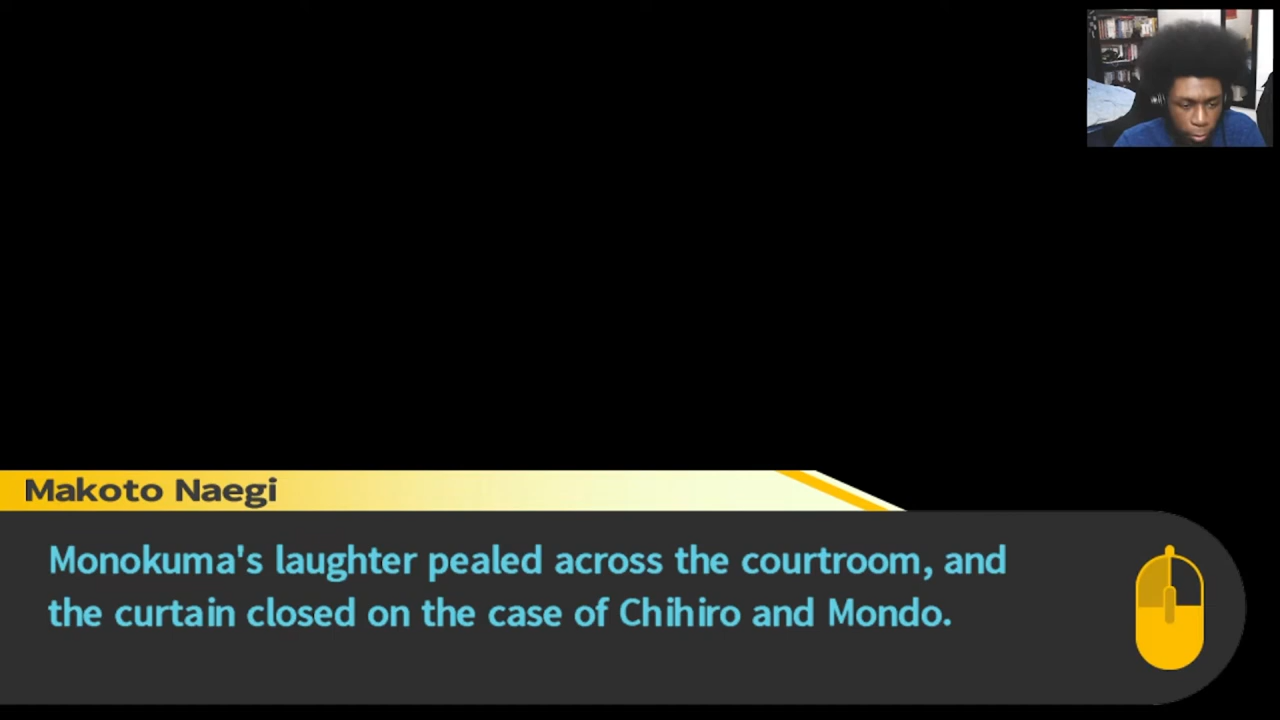 Makoto Naegi
Monokuma's laughter pealed across the courtroom, and
the curtain closed on the case of Chihiro and Mondo.